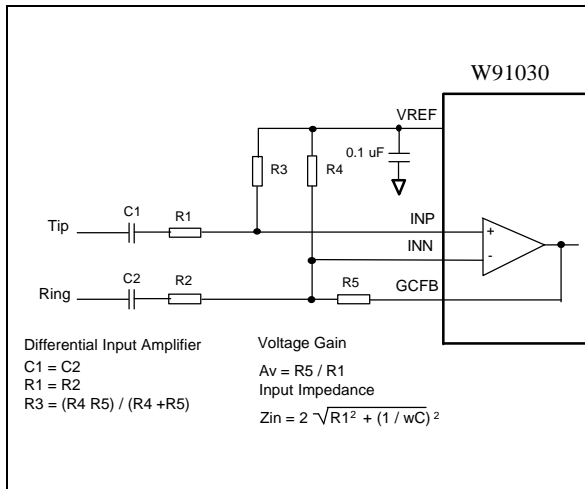 W91030
VREF
0.1 uF
R3
R4
C1
R1
Tip
INP
INN
C2
R2
R5
GCFB
Ring
+
-
Differential Input Amplifier
C1 = C2
R1 = R2
R3 = (R4 R5) / (R4 +R5)
Voltage Gain
Av = R5 / R1
Input Impedance
Zin = 2 √R1² + (1 / wC) ²